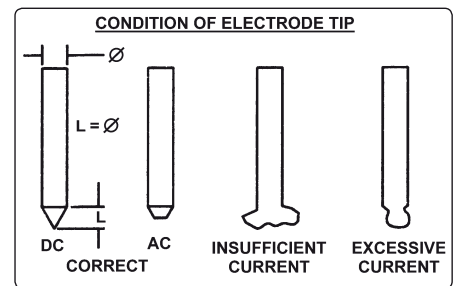 CONDITION OF ELECTRODE TIP
Ø
L = Ø
L
DC
AC
CORRECT
INSUFFICIENT
CURRENT
EXCESSIVE
CURRENT